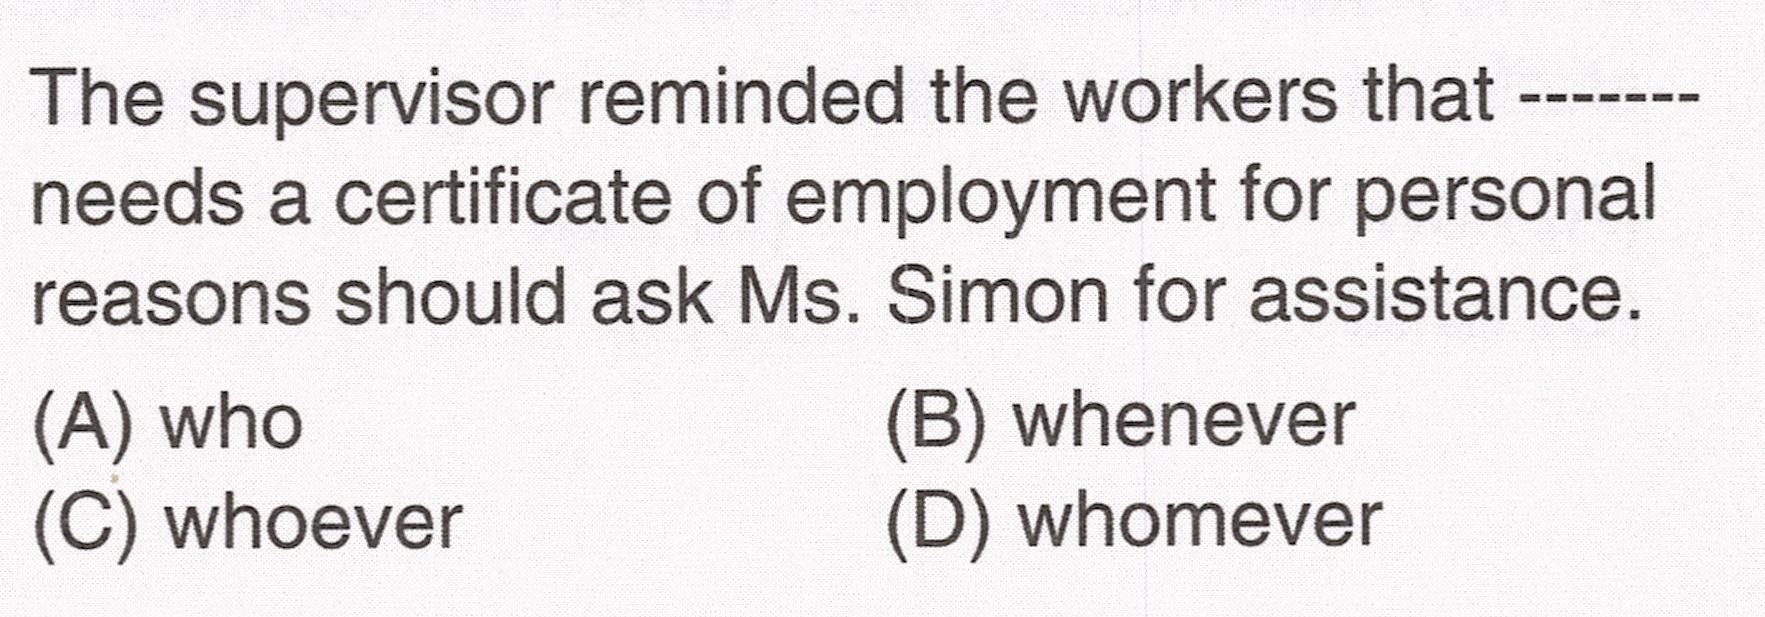 The supervisor reminded the workers that -------
needs a certificate of employment for personal
reasons should ask Ms. Simon for assistance.
(A) who (B) whenever
(C) whoever (D) whomever